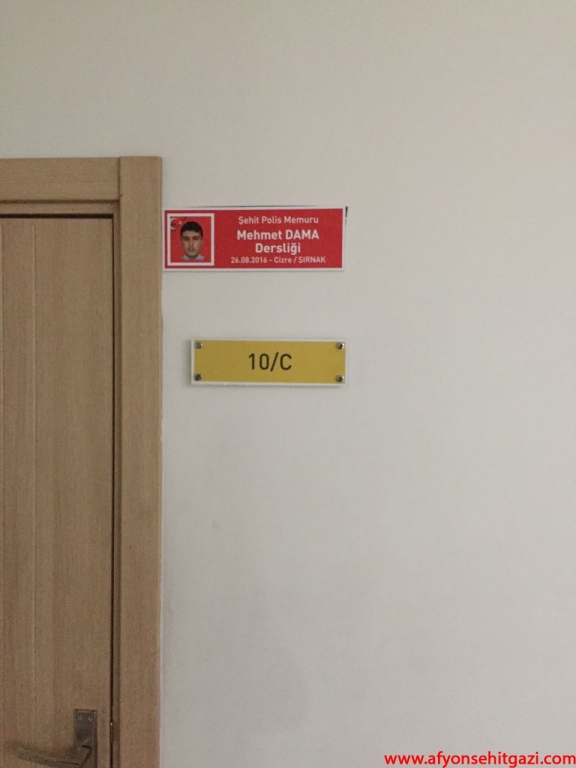 Şehit Polis Memuru
Mehmet DAMA
Dersliği
26.08.2016 - Cizre / ŞIRNAK
10/C
www.afyonsehitgazi.com